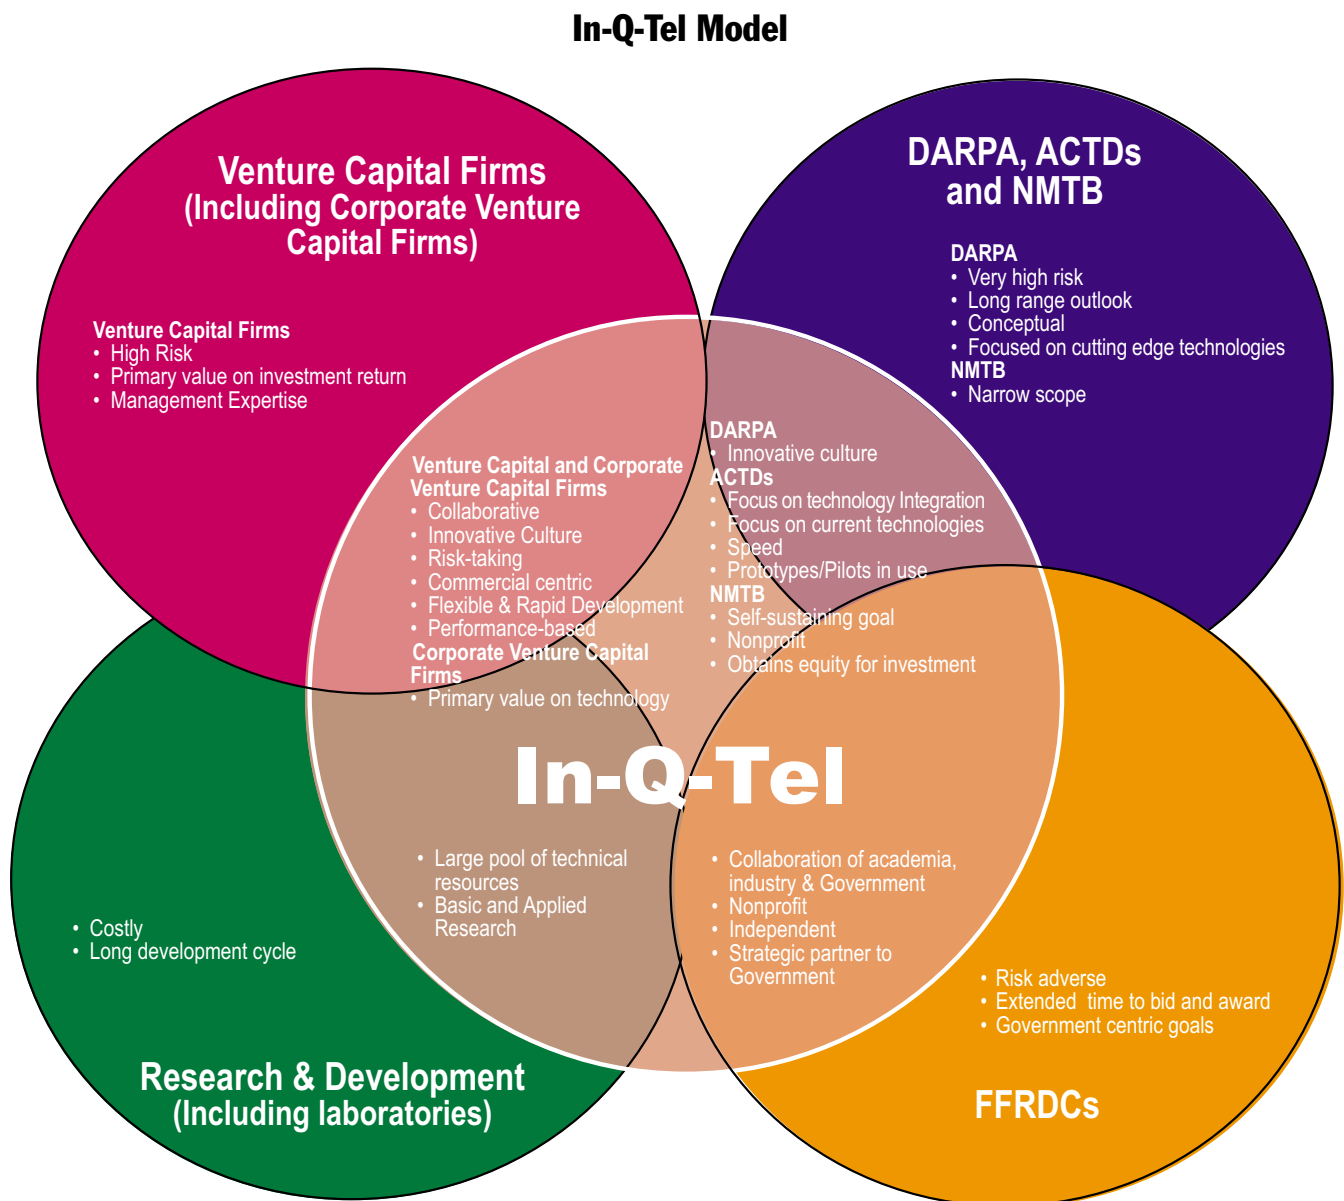 In-Q-Tel Model
Venture Capital Firms
(Including Corporate Venture
Capital Firms)
Venture Capital Firms
• High Risk
• Primary value on investment return
• Management Expertise
DARPA, ACTDs
and NMTB
DARPA
• Very high risk
• Long range outlook
• Conceptual
• Focused on cutting edge technologies
NMTB
• Narrow scope
Venture Capital and Corporate
Venture Capital Firms
• Collaborative
• Innovative Culture
• Risk-taking
• Commercial centric
• Flexible & Rapid Development
• Performance-based
Corporate Venture Capital
Firms
• Primary value on technology
DARPA
• Innovative culture
ACTDs
• Focus on technology Integration
• Focus on current technologies
• Speed
• Prototypes/Pilots in use
NMTB
• Self-sustaining goal
• Nonprofit
• Obtains equity for investment
In-Q-Tel
• Large pool of technical
resources
• Basic and Applied
Research
• Collaboration of academia,
industry & Government
• Nonprofit
• Independent
• Strategic partner to
Government
• Costly
• Long development cycle
Research & Development
(Including laboratories)
• Risk adverse
• Extended time to bid and award
• Government centric goals
FFRDCs